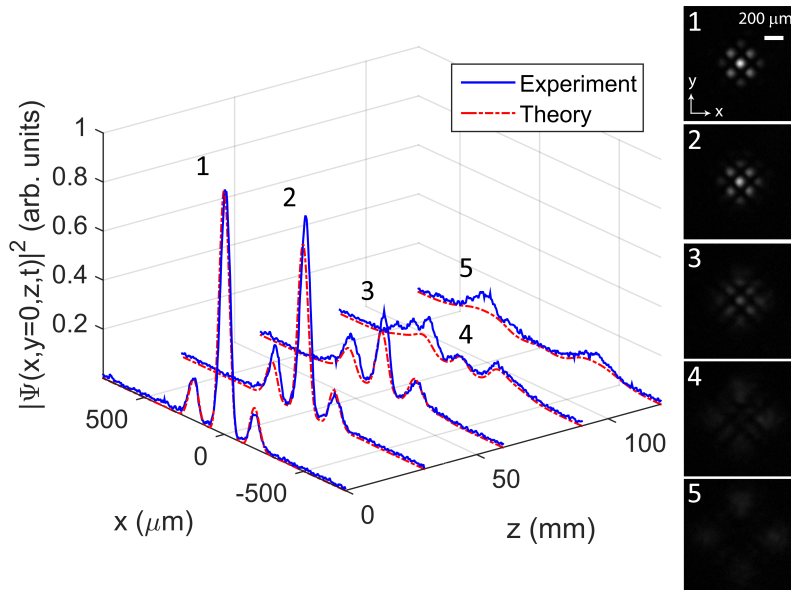 1
0.8
0.6
0.4
0.2
|Ψ(x,y=0,z,t)|² (arb. units)
500
0
-500
x (μm)
0
50
100
z (mm)
Experiment
Theory
1
2
3
4
5
1
200 μm
y
x
2
3
4
5